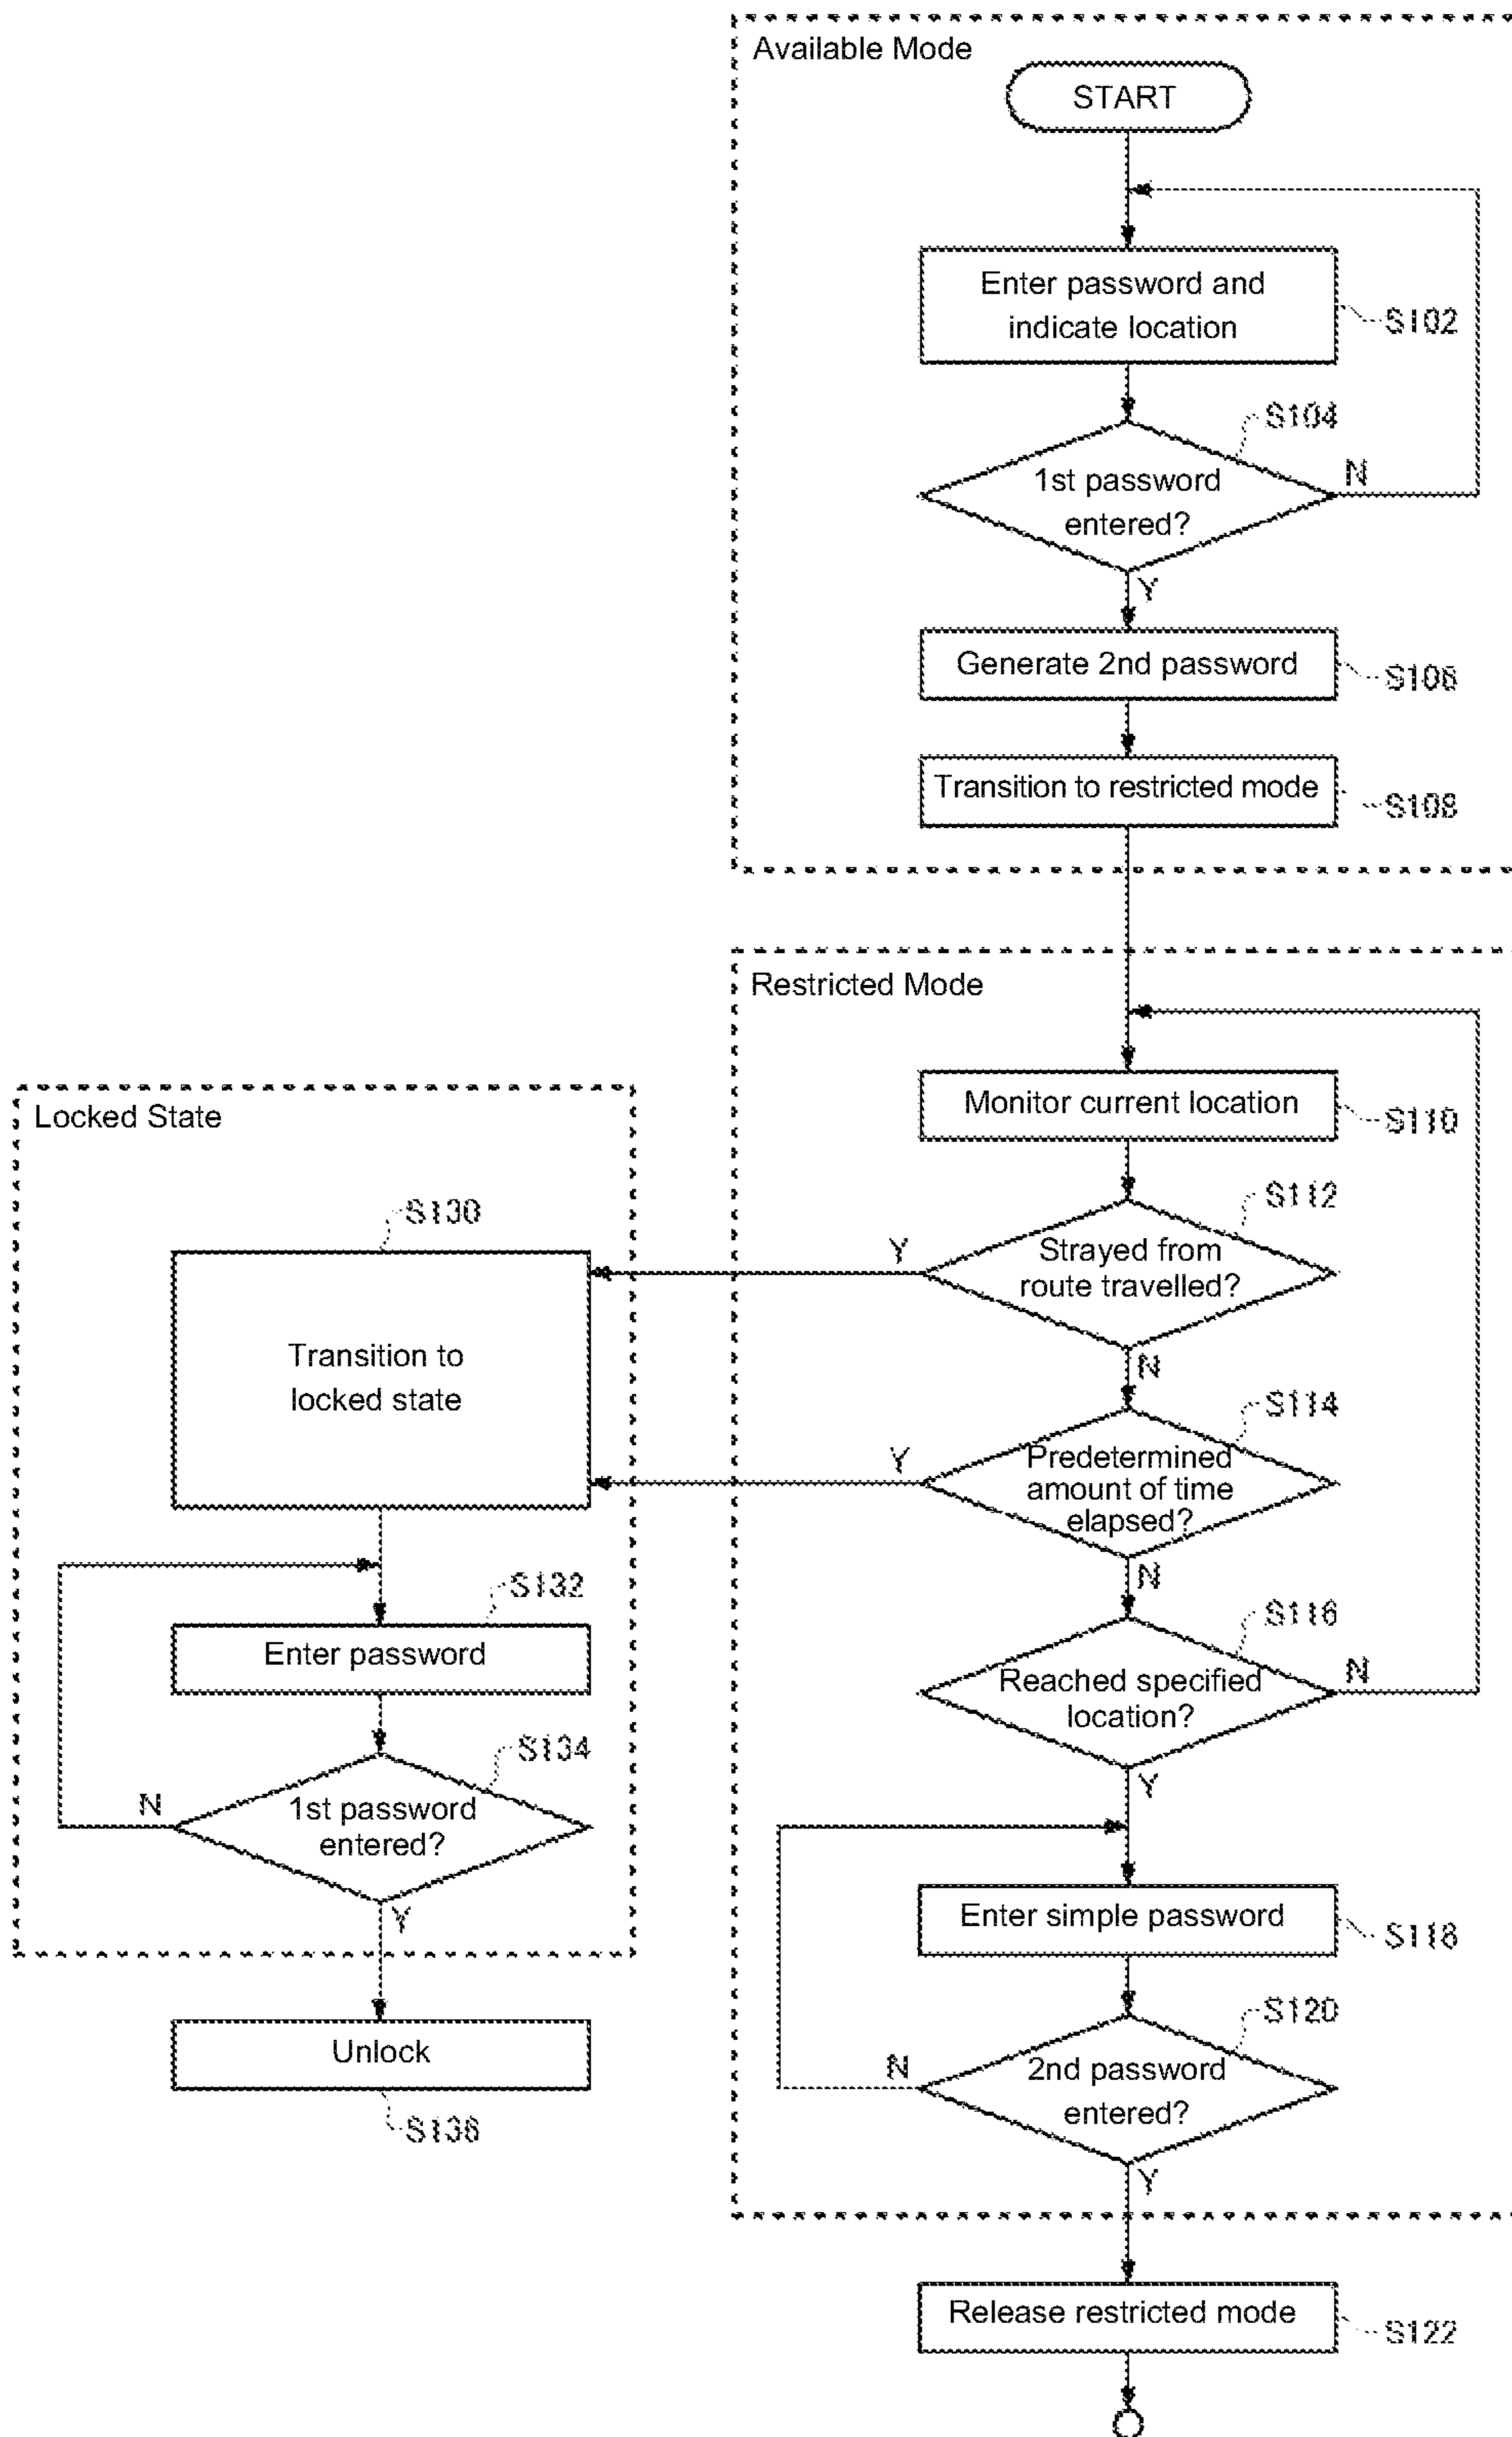 Available Mode
START
Enter password and
indicate location
S102
S104
1st password
entered?
N
Y
Generate 2nd password
S106
Transition to restricted mode
S108
Restricted Mode
Monitor current location
S110
S112
Strayed from
route travelled?
Y
N
S114
Predetermined
amount of time
elapsed?
Y
N
S116
Reached specified
location?
N
Y
Enter simple password
S118
S120
2nd password
entered?
N
Y
Release restricted mode
S122
Locked State
S130
Transition to
locked state
S132
Enter password
S134
1st password
entered?
N
Y
Unlock
S136